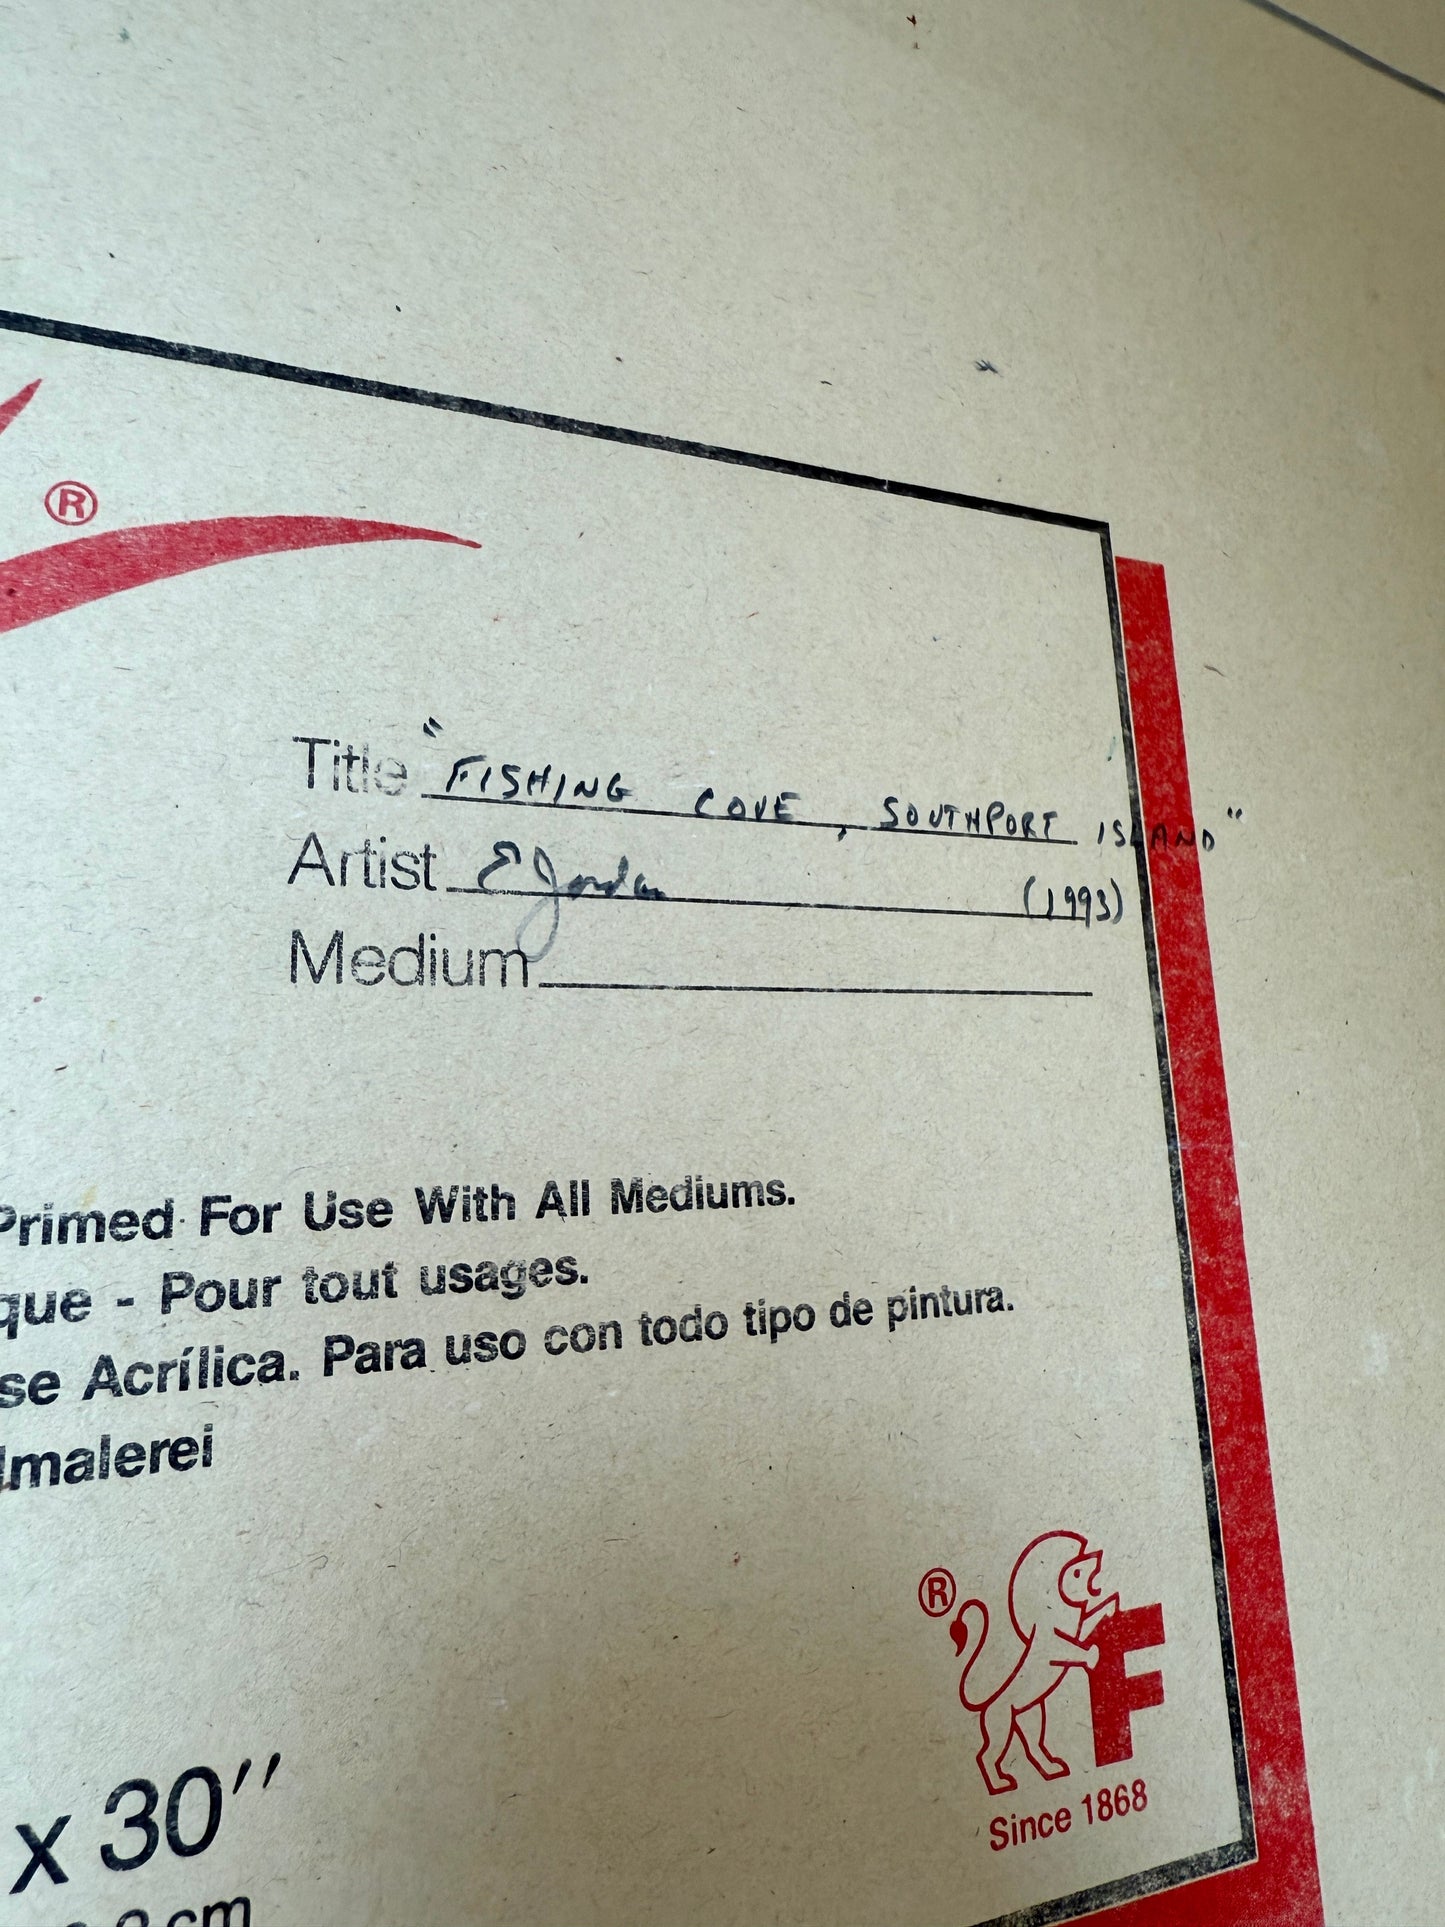 ®
Title "FISHING COVE, SOUTHPORT ISLAND"
Artist E Jordan (1993)
Medium
Primed For Use With All Mediums.
que - Pour tout usages.
se Acrílica. Para uso con todo tipo de pintura.
lmalerei
®
F
Since 1868
x 30"
cm